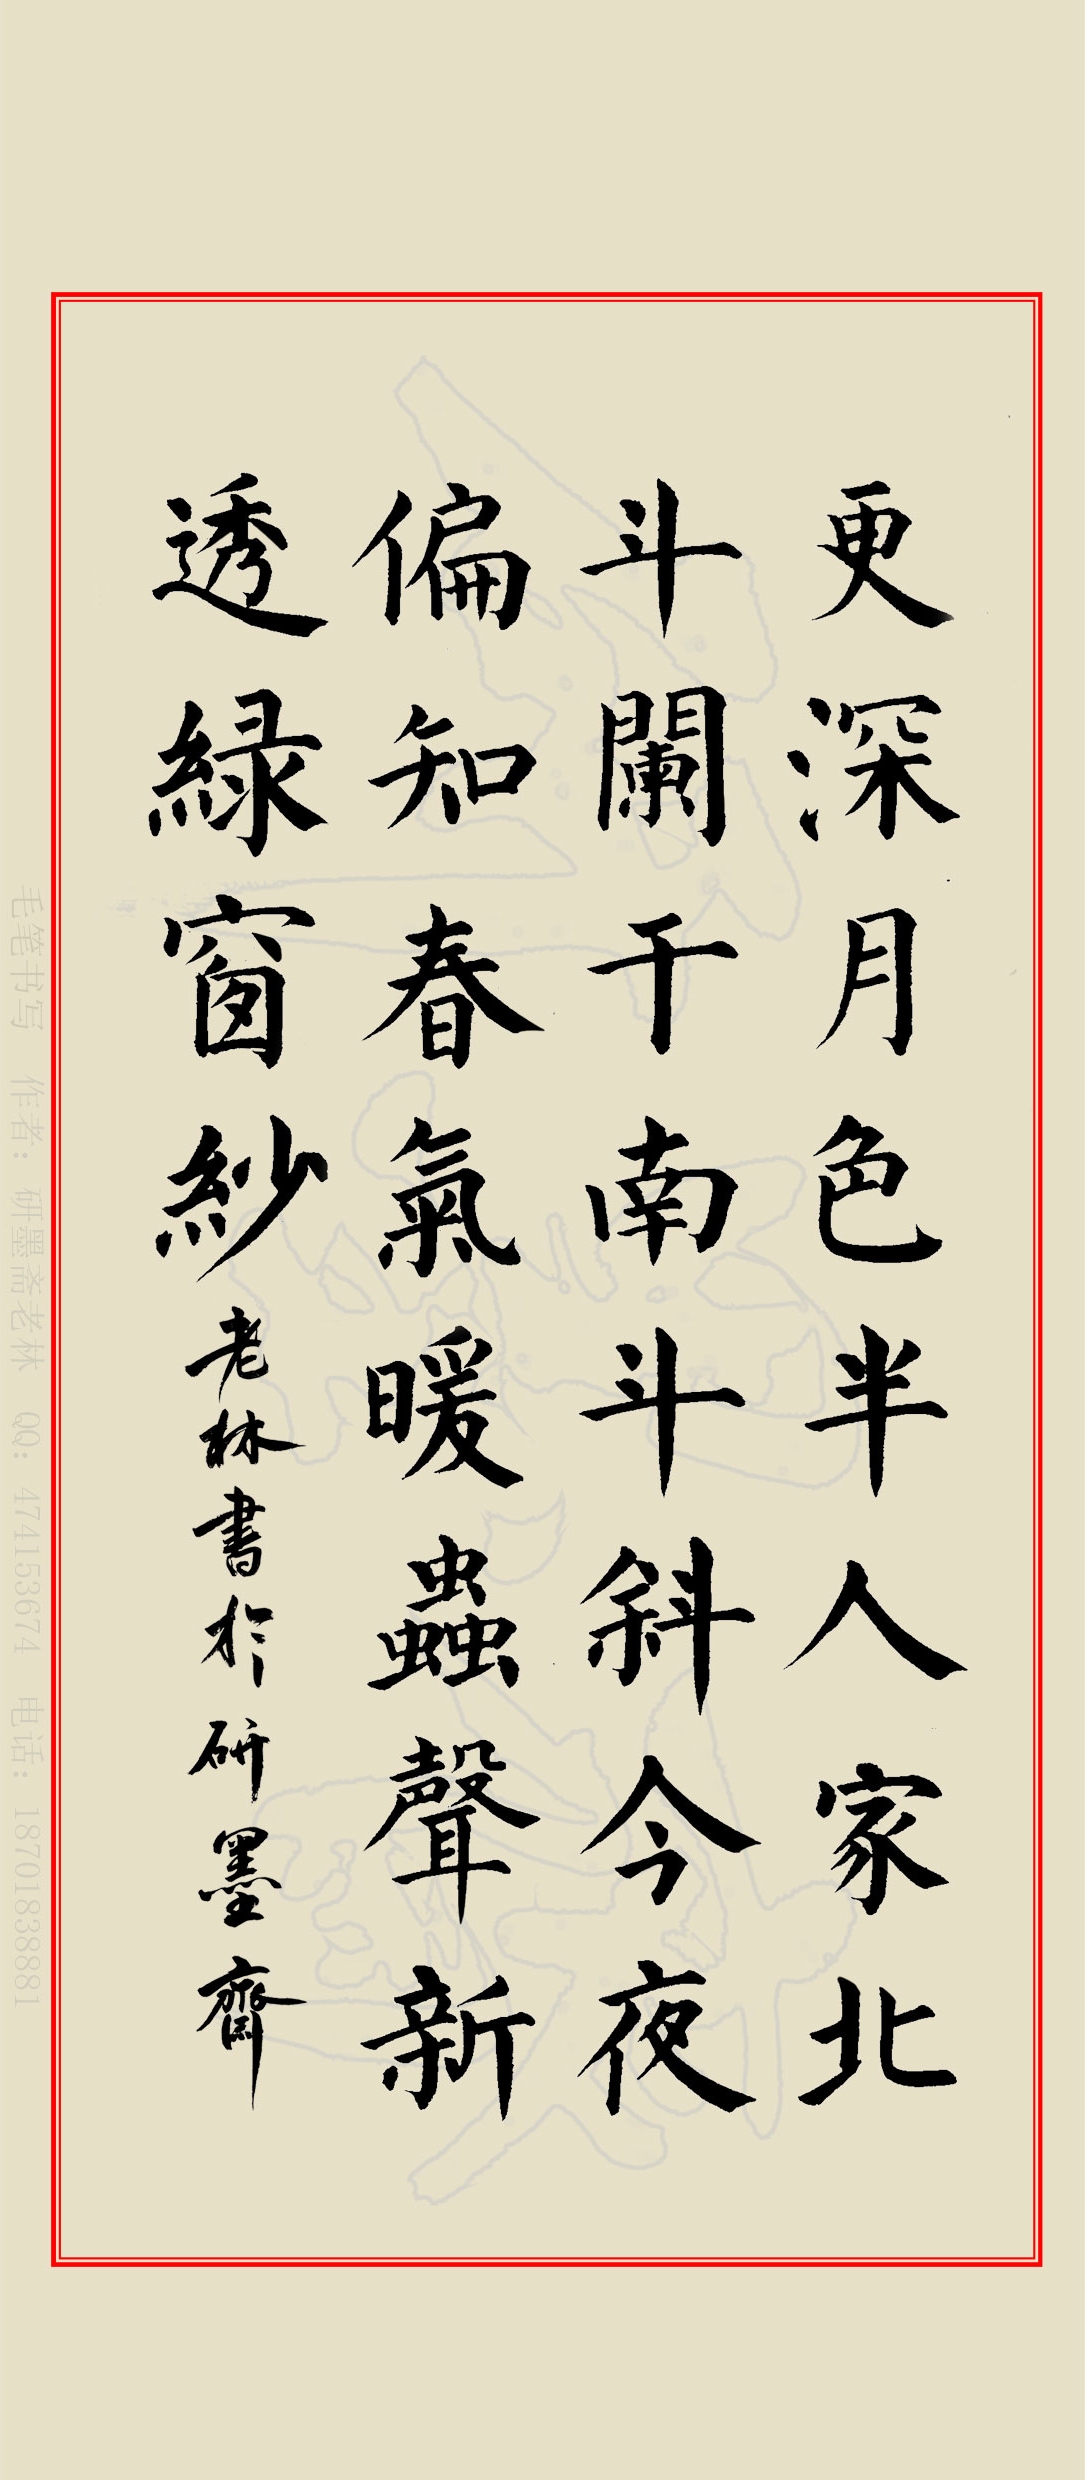 更深月色半人家北
斗闌干南斗斜今夜
偏知春氣暖蟲聲新
透緑窗紗 老林書於研墨齋
毛笔书写 作者：研墨斋老林 QQ：474153674 电话：18701838881